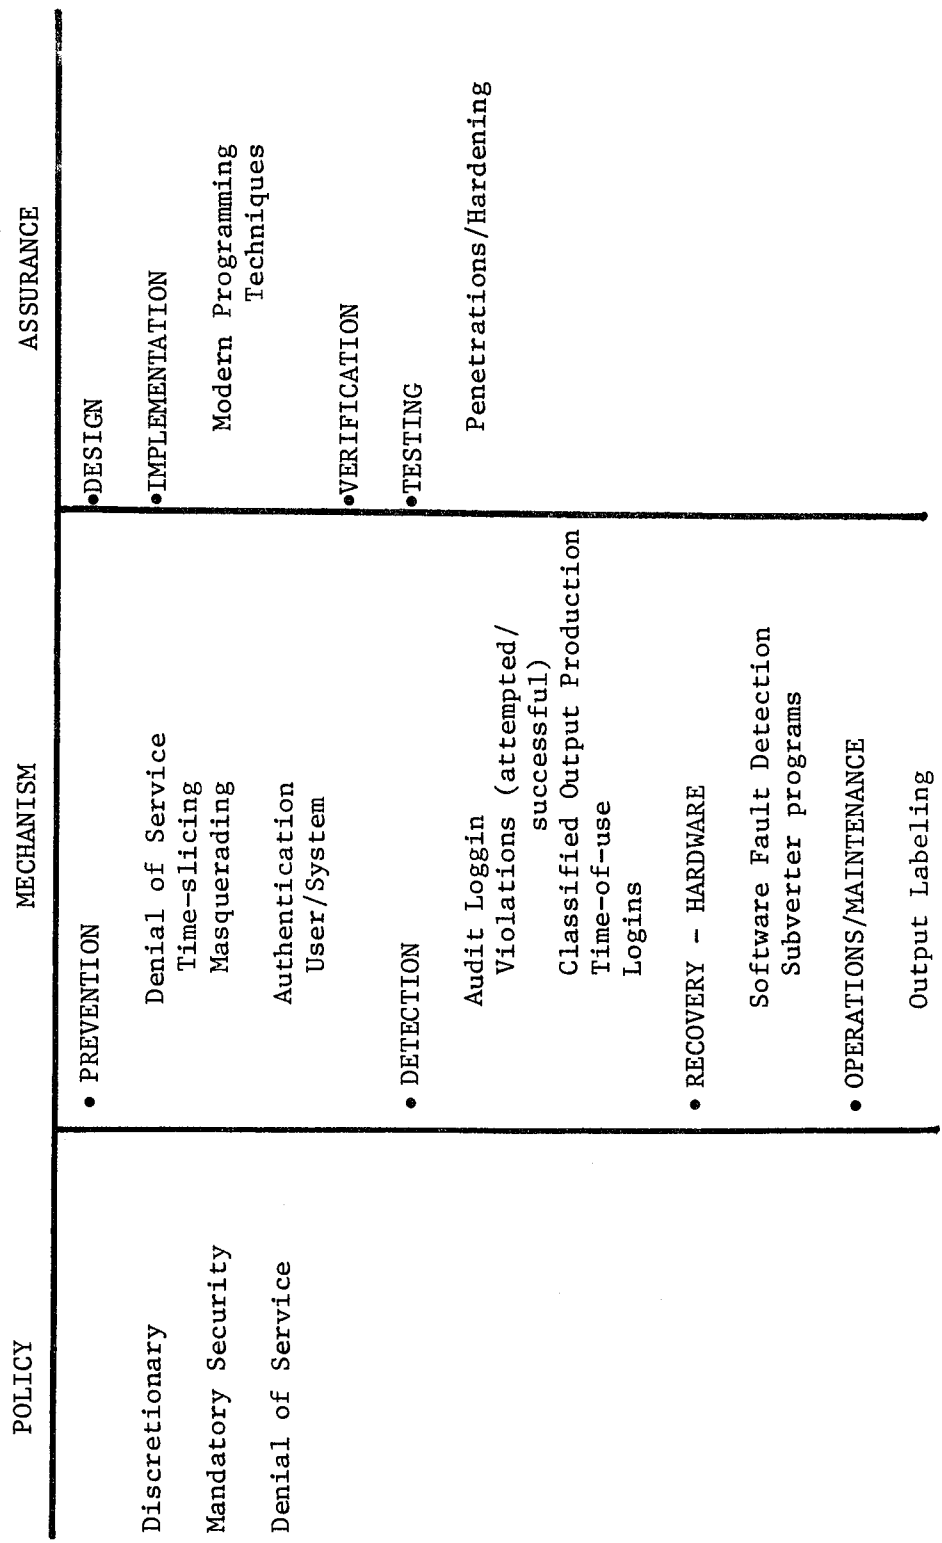 POLICY
Discretionary
Mandatory Security
Denial of Service
MECHANISM
• PREVENTION
Denial of Service
Time-slicing
Masquerading
Authentication
User/System
• DETECTION
Audit Loggin
Violations (attempted/
successful)
Classified Output Production
Time-of-use
Logins
• RECOVERY - HARDWARE
Software Fault Detection
Subverter programs
• OPERATIONS/MAINTENANCE
Output Labeling
ASSURANCE
•DESIGN
•IMPLEMENTATION
Modern Programming
Techniques
•VERIFICATION
•TESTING
Penetrations/Hardening